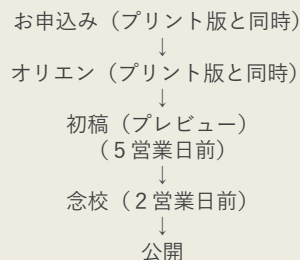 お申込み（プリント版と同時）
↓
オリエン（プリント版と同時）
↓
初稿（プレビュー）
（５営業日前）
↓
念校（２営業日前）
↓
公開